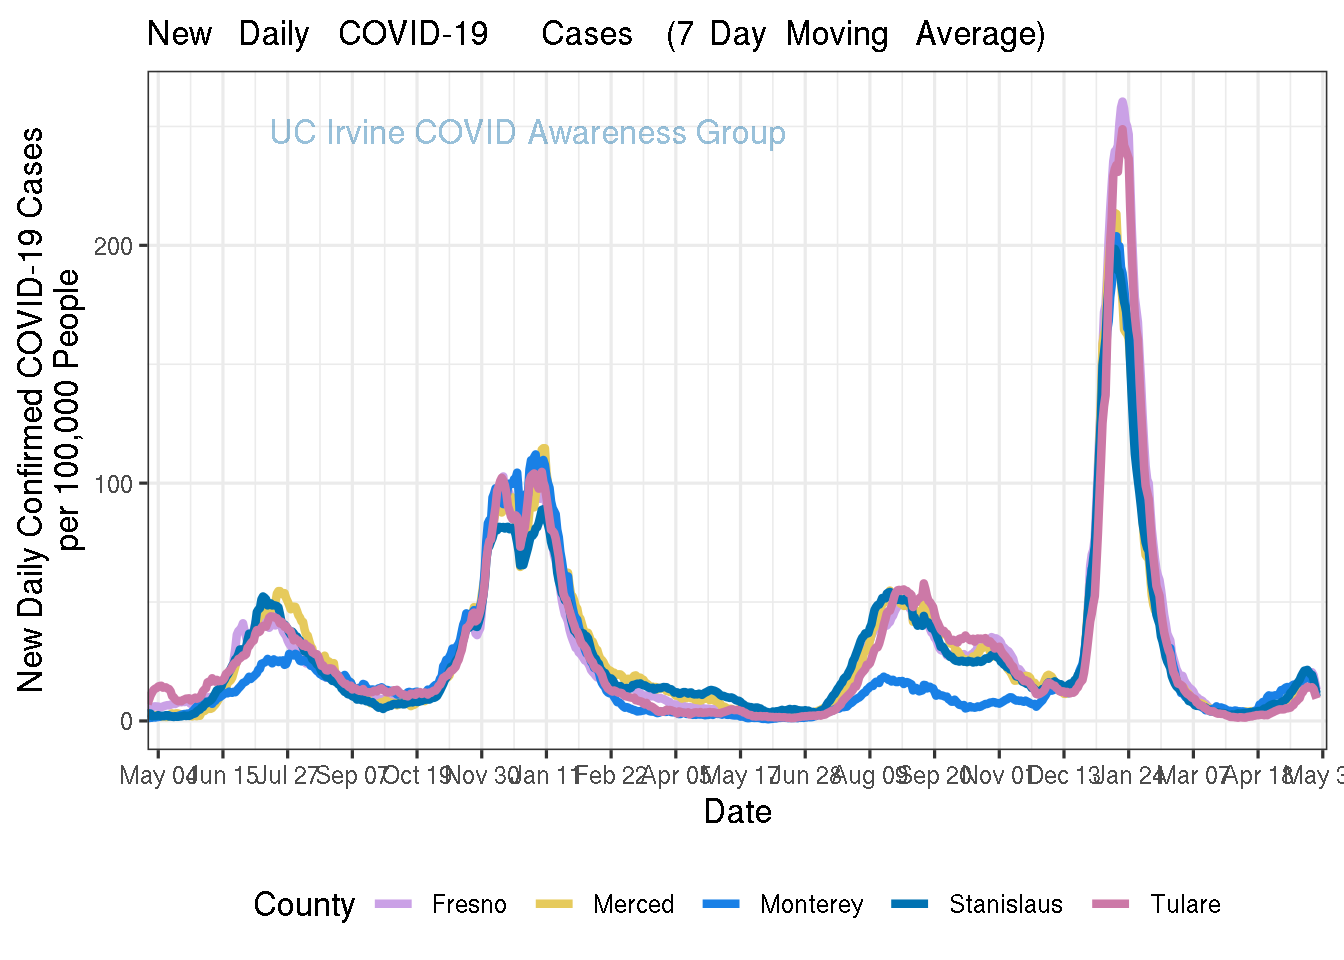 New Daily COVID-19 Cases (7 Day Moving Average)
UC Irvine COVID Awareness Group
New Daily Confirmed COVID-19 Cases
per 100,000 People
200
100
0
May 04 Jun 15 Jul 27 Sep 07 Oct 19 Nov 30 Jan 11 Feb 22 Apr 05 May 17 Jun 28 Aug 09 Sep 20 Nov 01 Dec 13 Jan 24 Mar 07 Apr 18 May 3
Date
County Fresno Merced Monterey Stanislaus Tulare